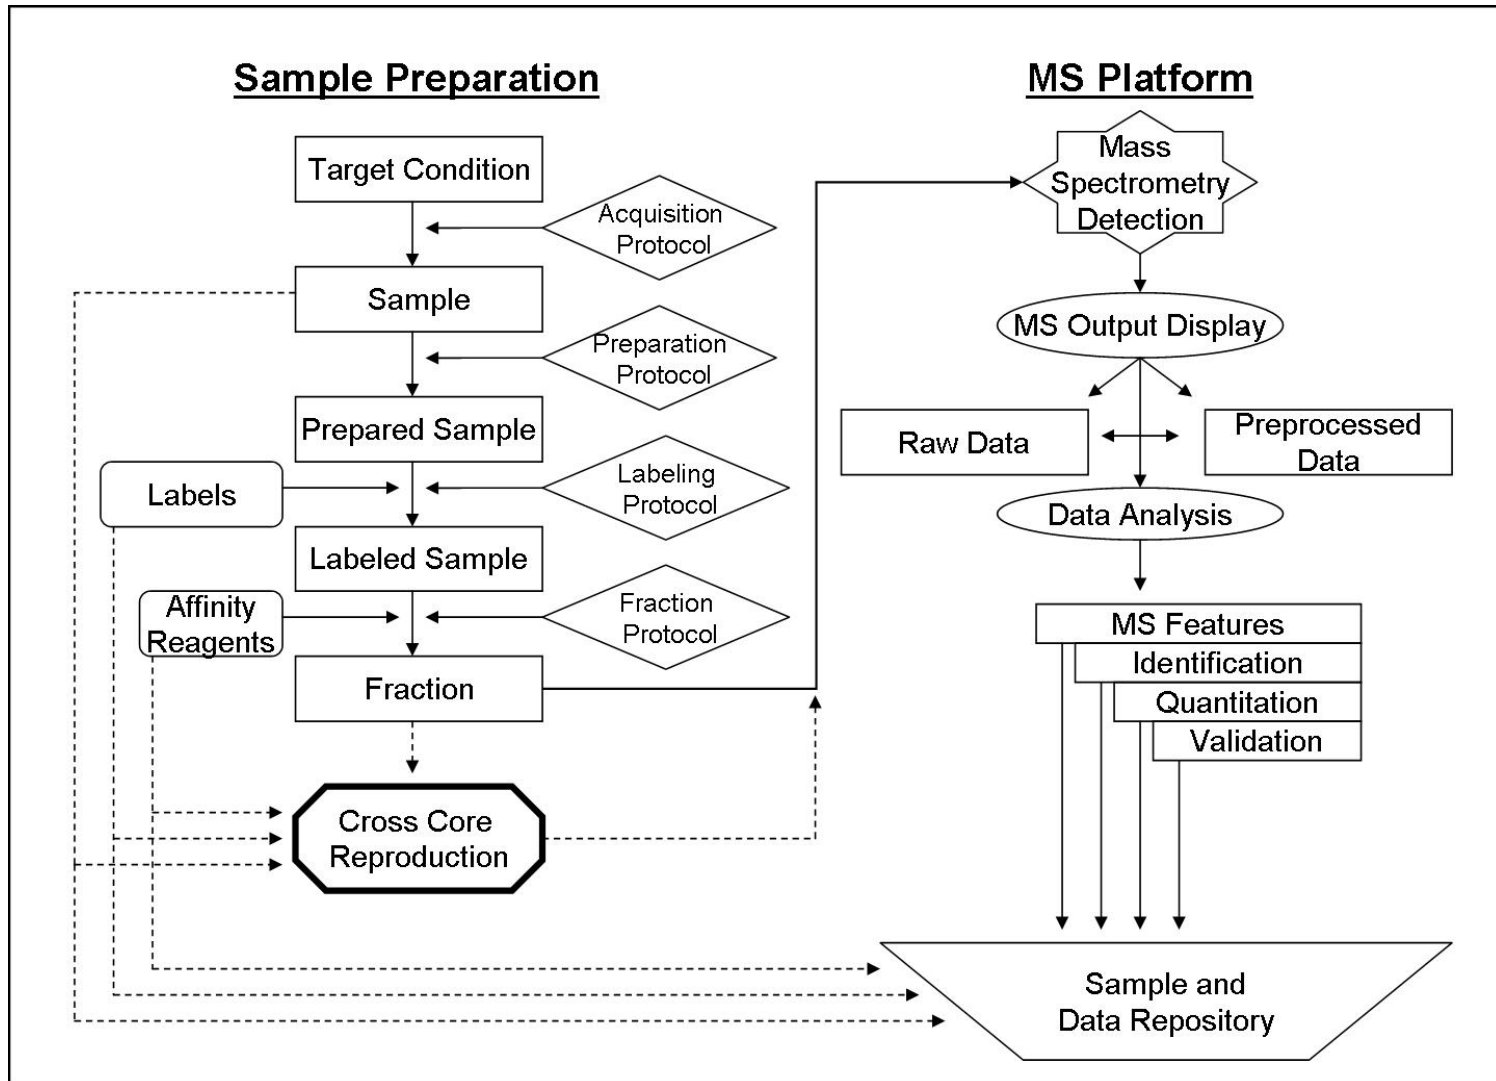 Sample Preparation
Target Condition
Acquisition
Protocol
Sample
Preparation
Protocol
Prepared Sample
Labels
Labeling
Protocol
Labeled Sample
Affinity
Reagents
Fraction
Protocol
Fraction
Cross Core
Reproduction
MS Platform
Mass
Spectrometry
Detection
MS Output Display
Raw Data
Preprocessed
Data
Data Analysis
MS Features
Identification
Quantitation
Validation
Sample and
Data Repository